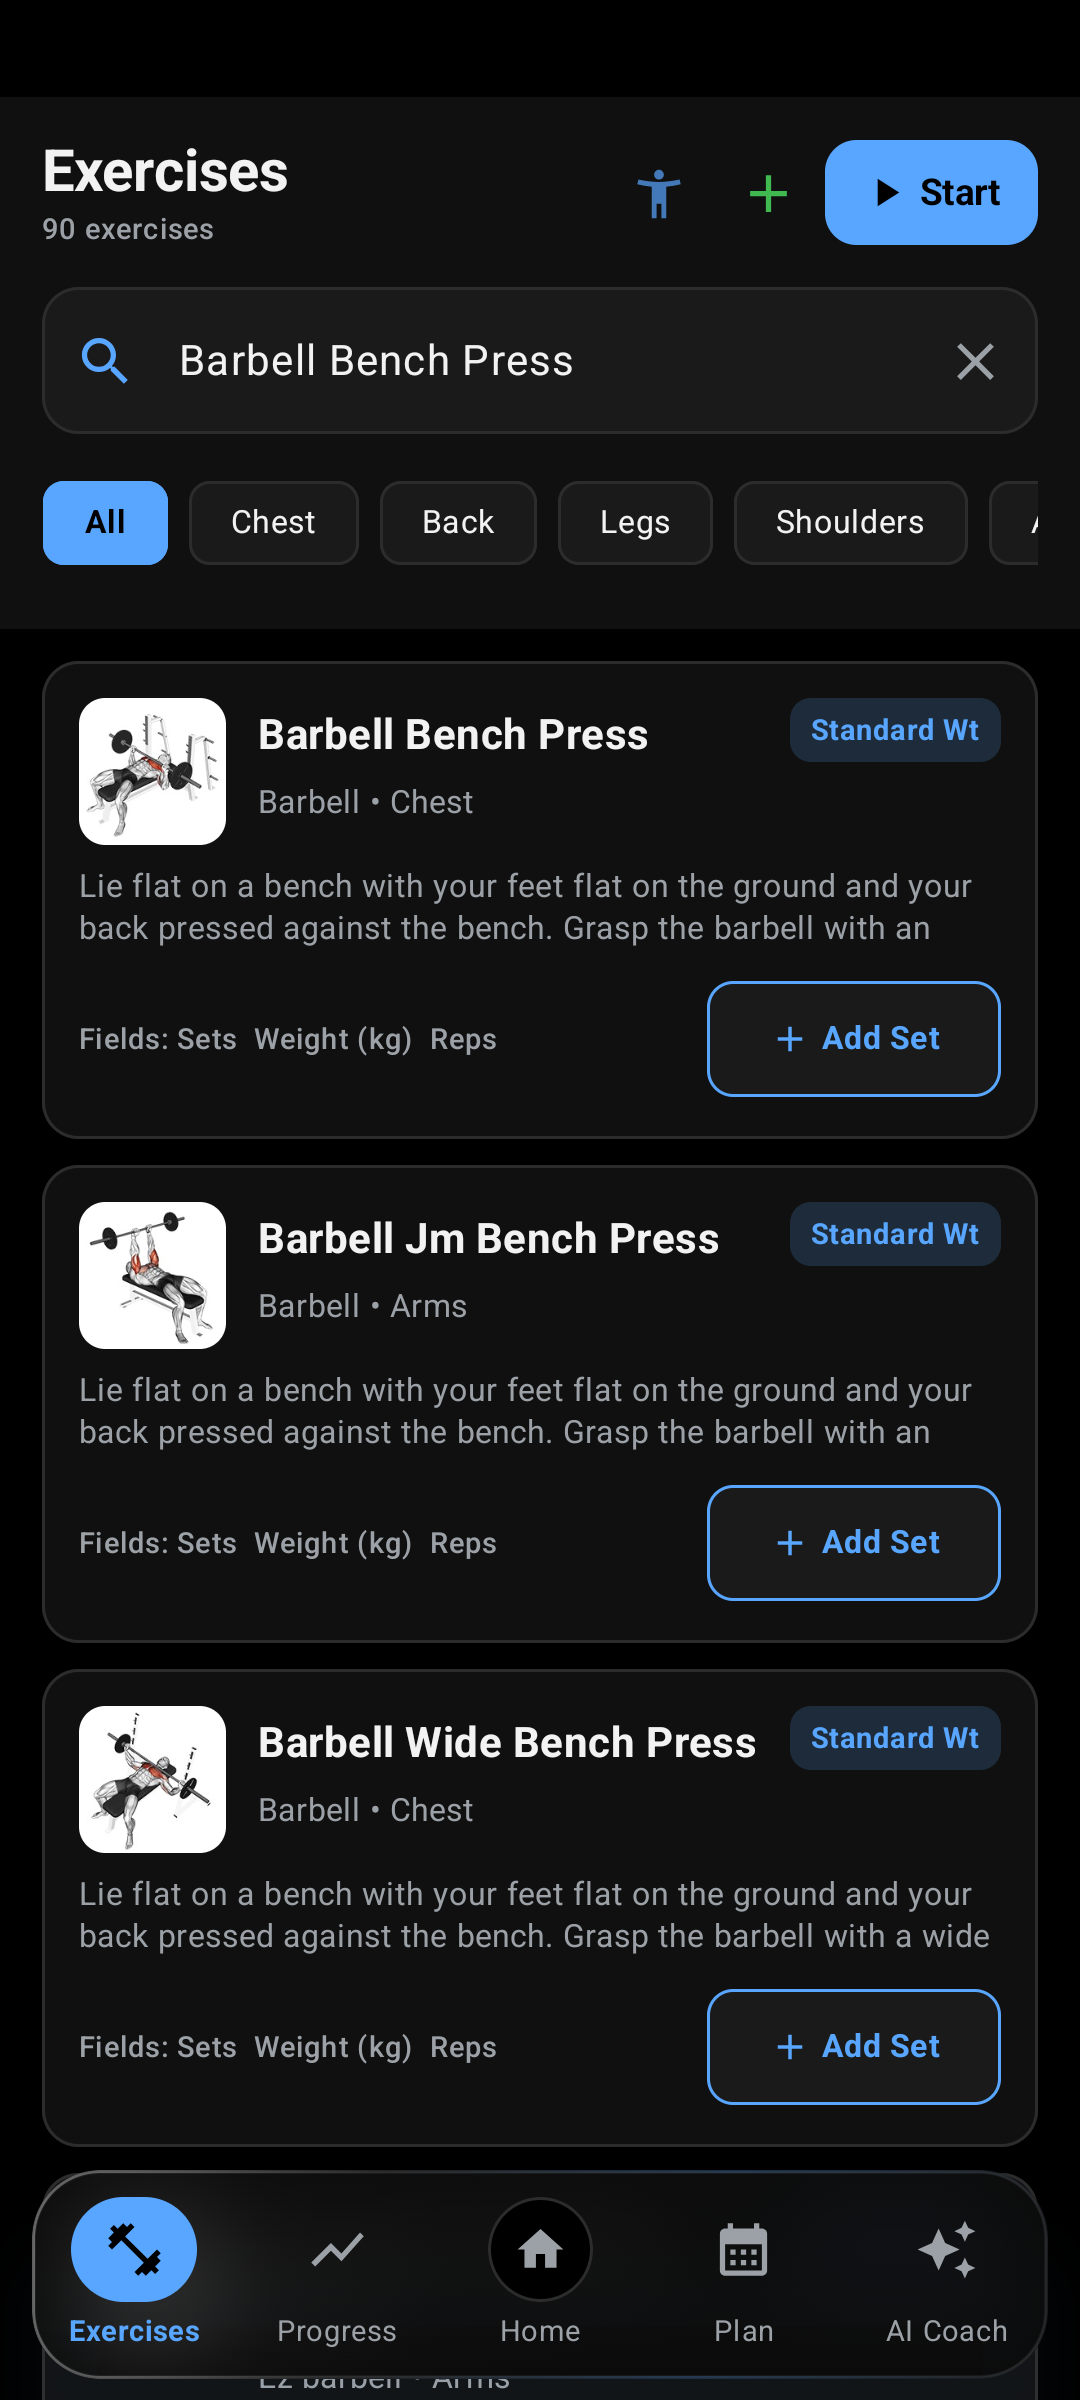 Exercises
90 exercises
Start
Barbell Bench Press
All
Chest
Back
Legs
Shoulders
Barbell Bench Press
Standard Wt
Barbell • Chest
Lie flat on a bench with your feet flat on the ground and your
back pressed against the bench. Grasp the barbell with an
Fields: Sets Weight (kg) Reps
+ Add Set
Barbell Jm Bench Press
Standard Wt
Barbell • Arms
Lie flat on a bench with your feet flat on the ground and your
back pressed against the bench. Grasp the barbell with an
Fields: Sets Weight (kg) Reps
+ Add Set
Barbell Wide Bench Press
Standard Wt
Barbell • Chest
Lie flat on a bench with your feet flat on the ground and your
back pressed against the bench. Grasp the barbell with a wide
Fields: Sets Weight (kg) Reps
+ Add Set
Exercises
Progress
Home
Plan
AI Coach
Ez barbell • Arms